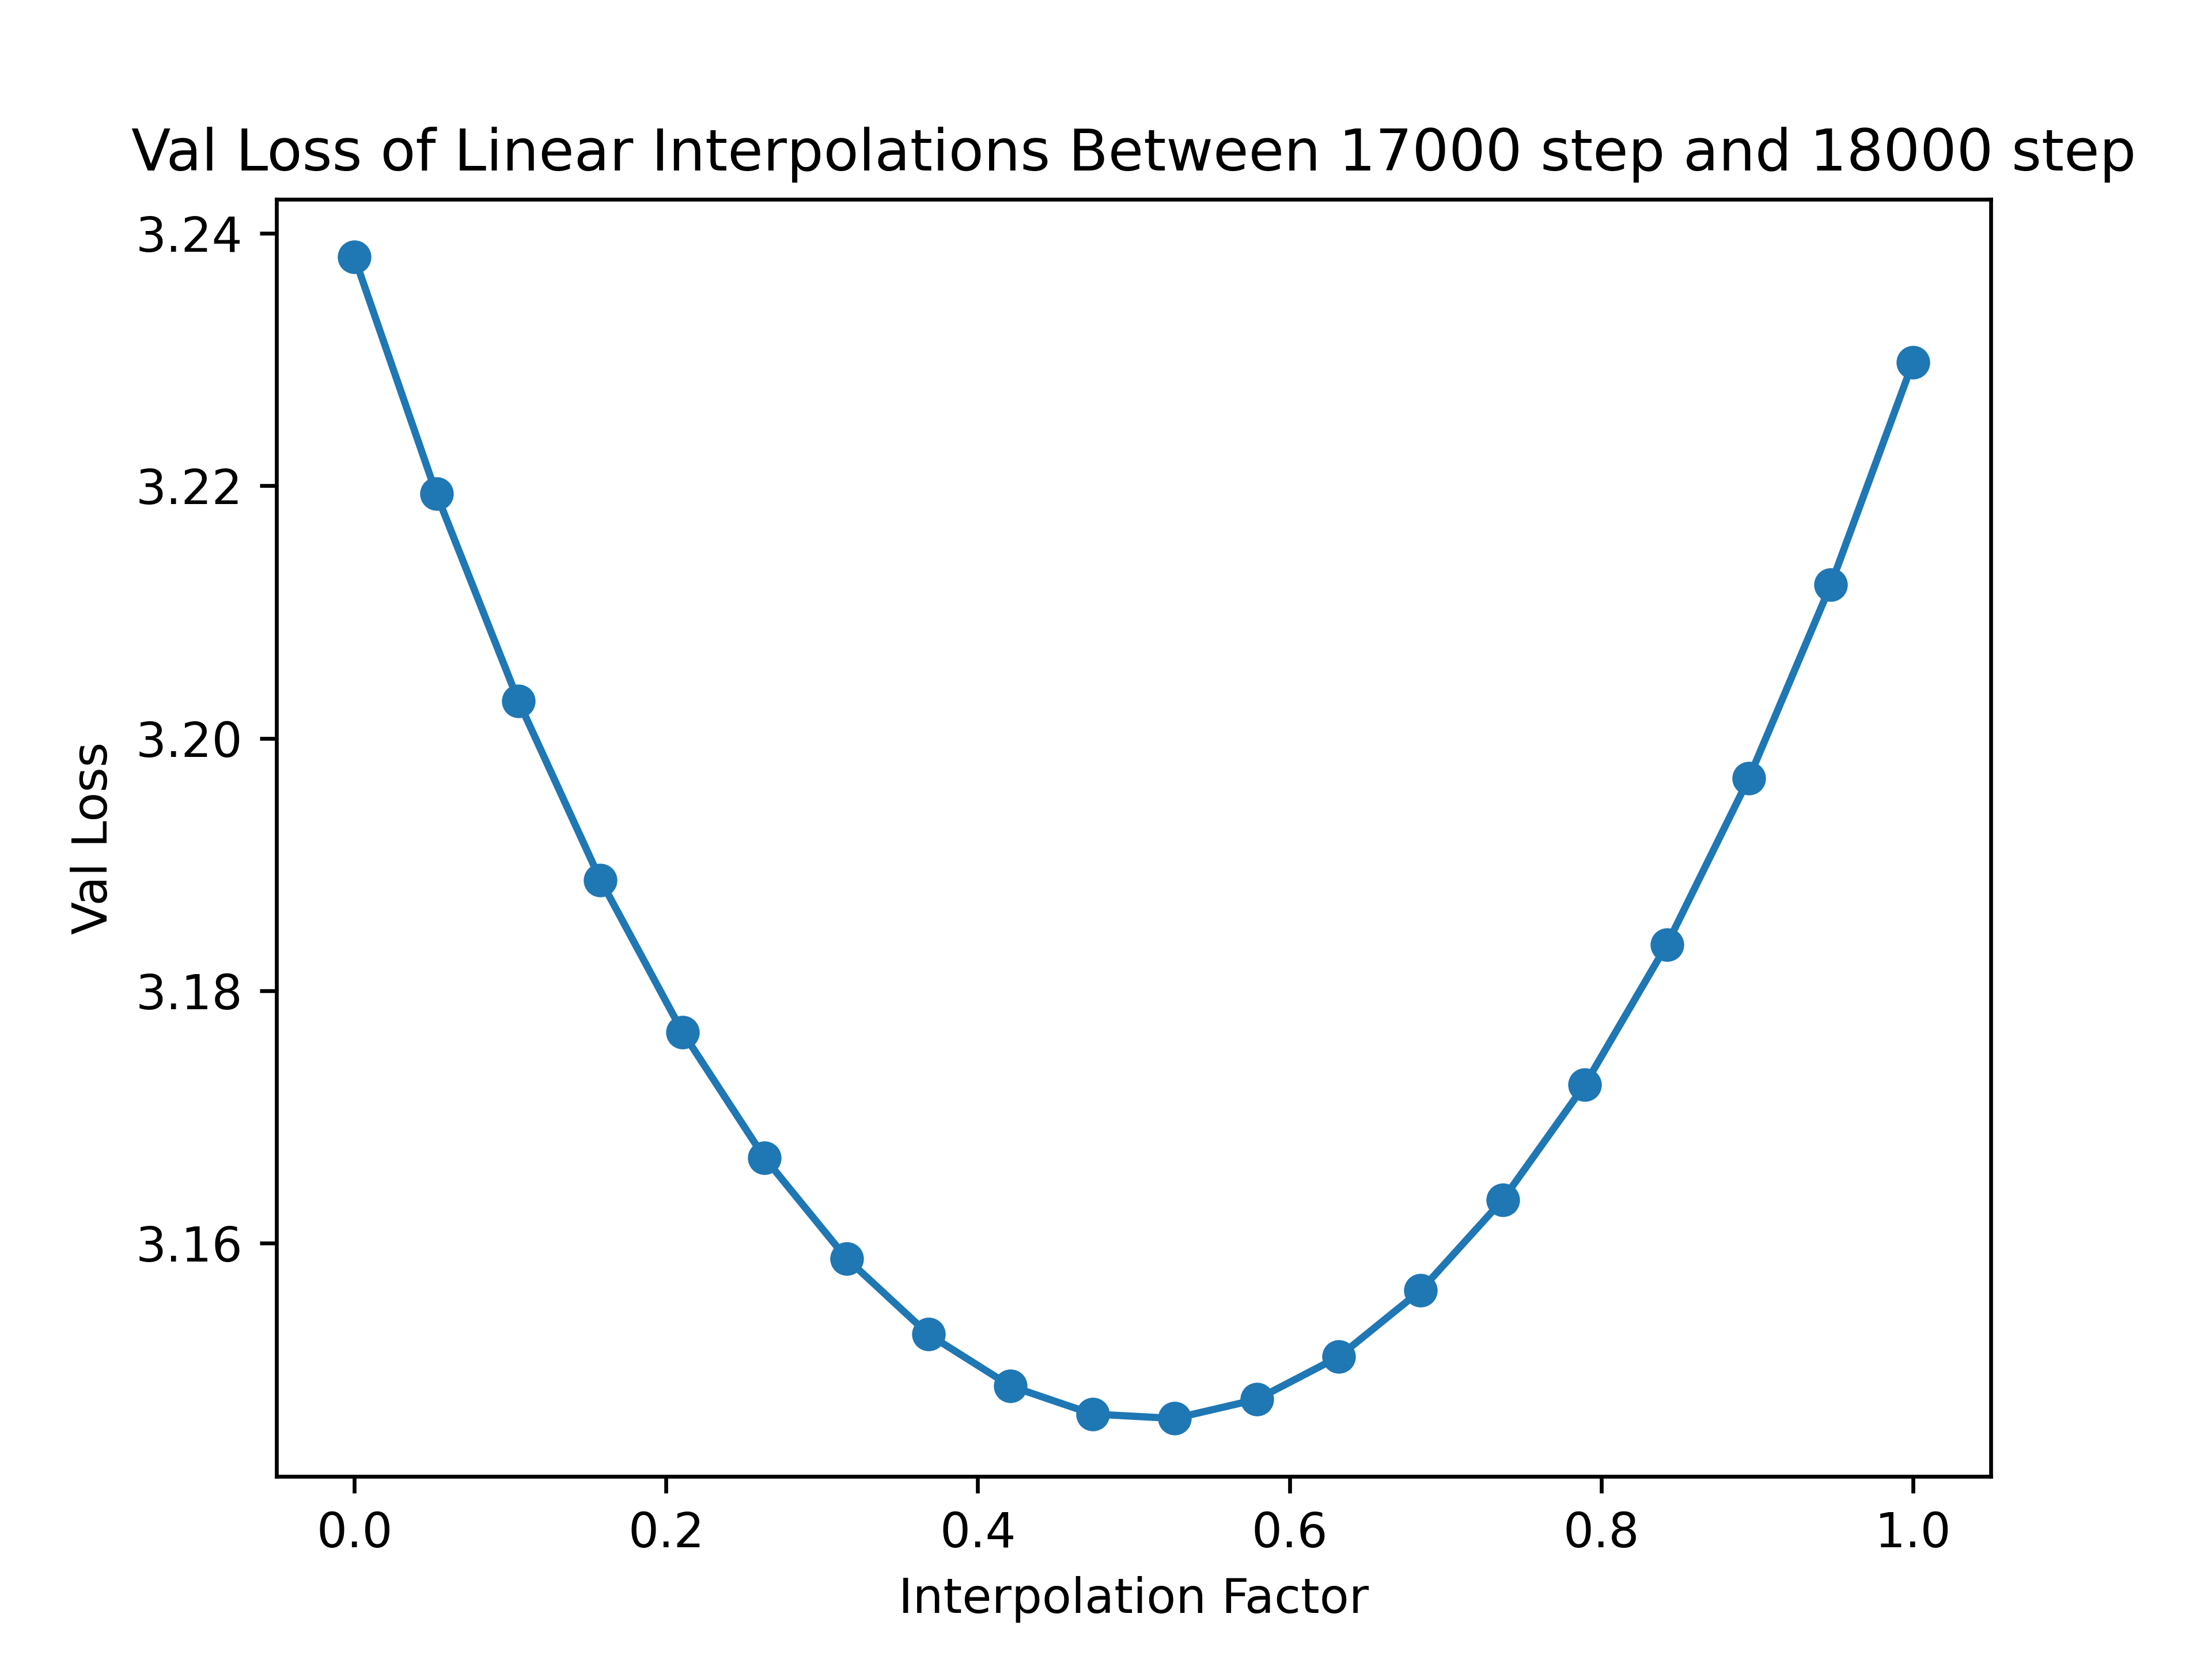 Val Loss of Linear Interpolations Between 17000 step and 18000 step
3.24
3.22
3.20
3.18
3.16
Val Loss
0.0 0.2 0.4 0.6 0.8 1.0
Interpolation Factor